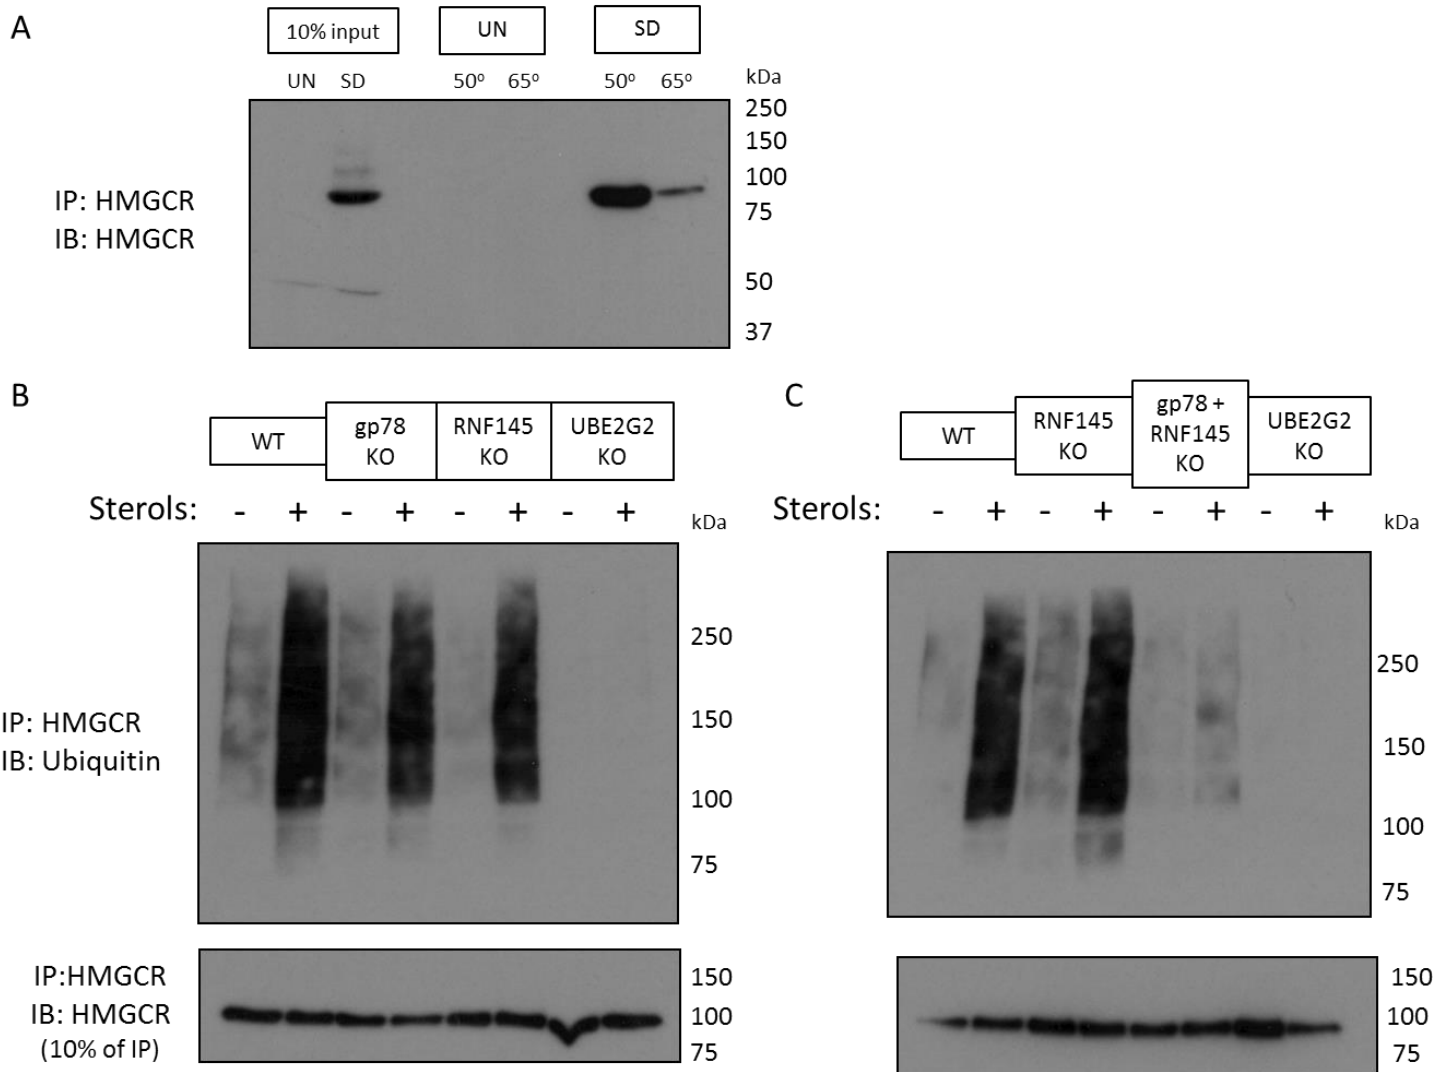 A
10% input UN SD
UN SD 50º 65º 50º 65º kDa
250
150
100
75
50
37
IP: HMGCR
IB: HMGCR
B
WT
gp78
KO
RNF145
KO
UBE2G2
KO
Sterols: - + - + - + - +
kDa
250
150
100
75
IP: HMGCR
IB: Ubiquitin
IP:HMGCR
IB: HMGCR
(10% of IP)
150
100
75
C
WT
RNF145
KO
gp78 +
RNF145
KO
UBE2G2
KO
Sterols: - + - + - + - +
kDa
250
150
100
75
150
100
75